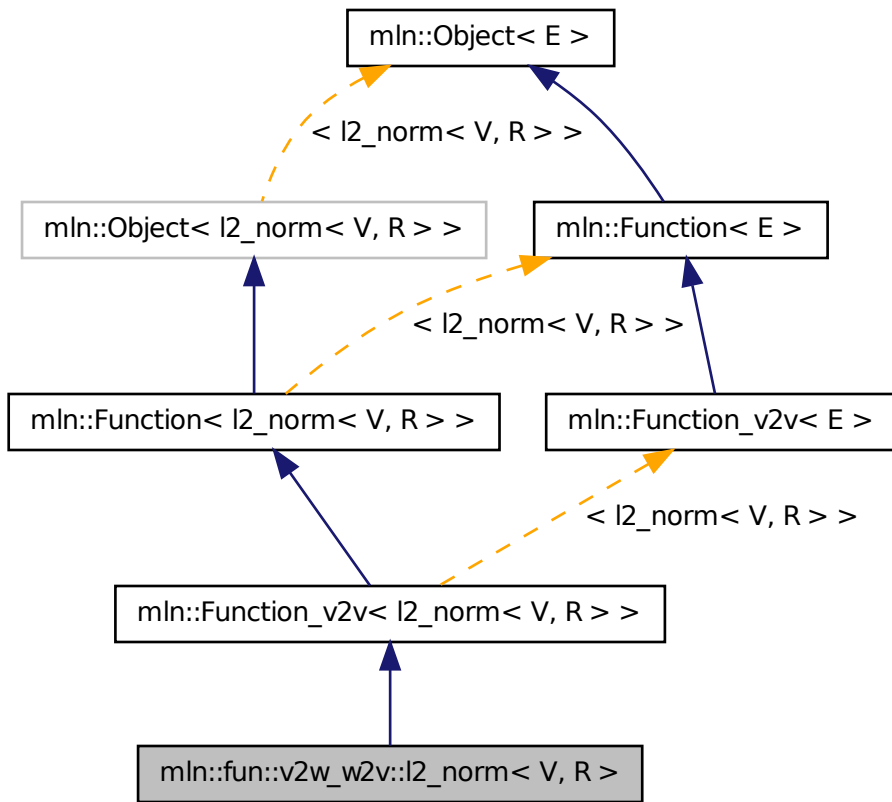 mln::Object< E >
< l2_norm< V, R > >
mln::Object< l2_norm< V, R > >
mln::Function< E >
< l2_norm< V, R > >
mln::Function< l2_norm< V, R > >
mln::Function_v2v< E >
< l2_norm< V, R > >
mln::Function_v2v< l2_norm< V, R > >
mln::fun::v2w_w2v::l2_norm< V, R >